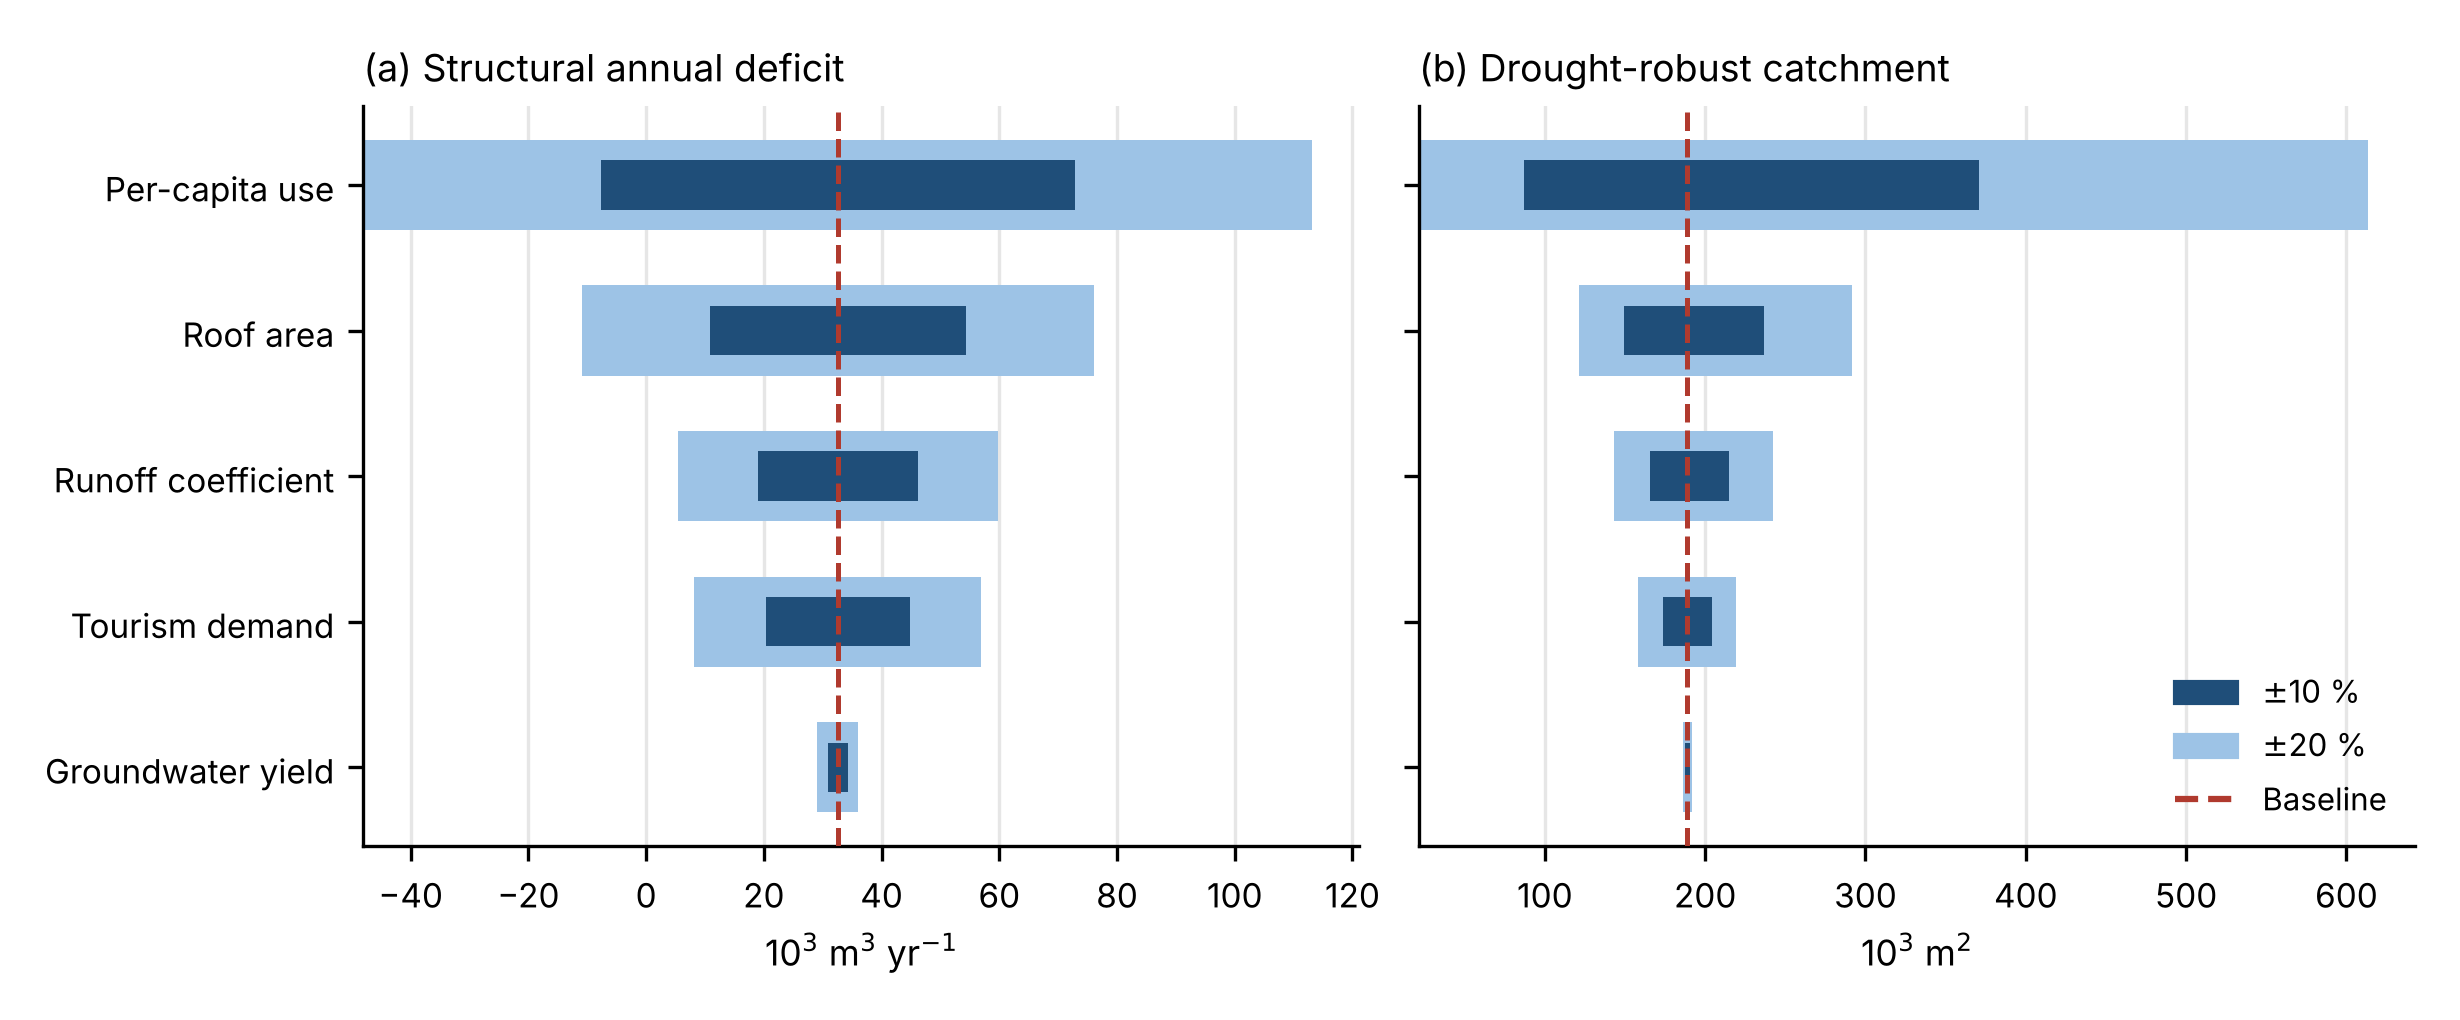 (a) Structural annual deficit
Per-capita use
Roof area
Runoff coefficient
Tourism demand
Groundwater yield
−40 −20 0 20 40 60 80 100 120
10³ m³ yr⁻¹
(b) Drought-robust catchment
±10 %
±20 %
Baseline
100 200 300 400 500 600
10³ m²